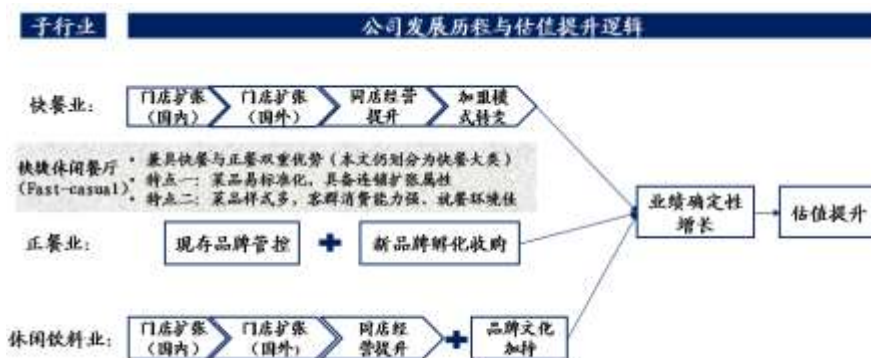 子行业 公司发展历程与估值提升逻辑
快餐业： 门店扩张（国内） 门店扩张（国外） 同店经营提升 加盟模式转变
快捷休闲餐厅（Fast-casual）
• 兼具快餐与正餐双重优势（本文仍划分为快餐大类）
• 特点一：菜品易标准化，具备连锁扩张属性
• 特点二：菜品样式多，客群消费能力强、就餐环境佳
正餐业： 现存品牌管控 + 新品牌孵化收购
业绩确定性增长 估值提升
休闲饮料业： 门店扩张（国内） 门店扩张（国外） 同店经营提升 + 品牌文化加持